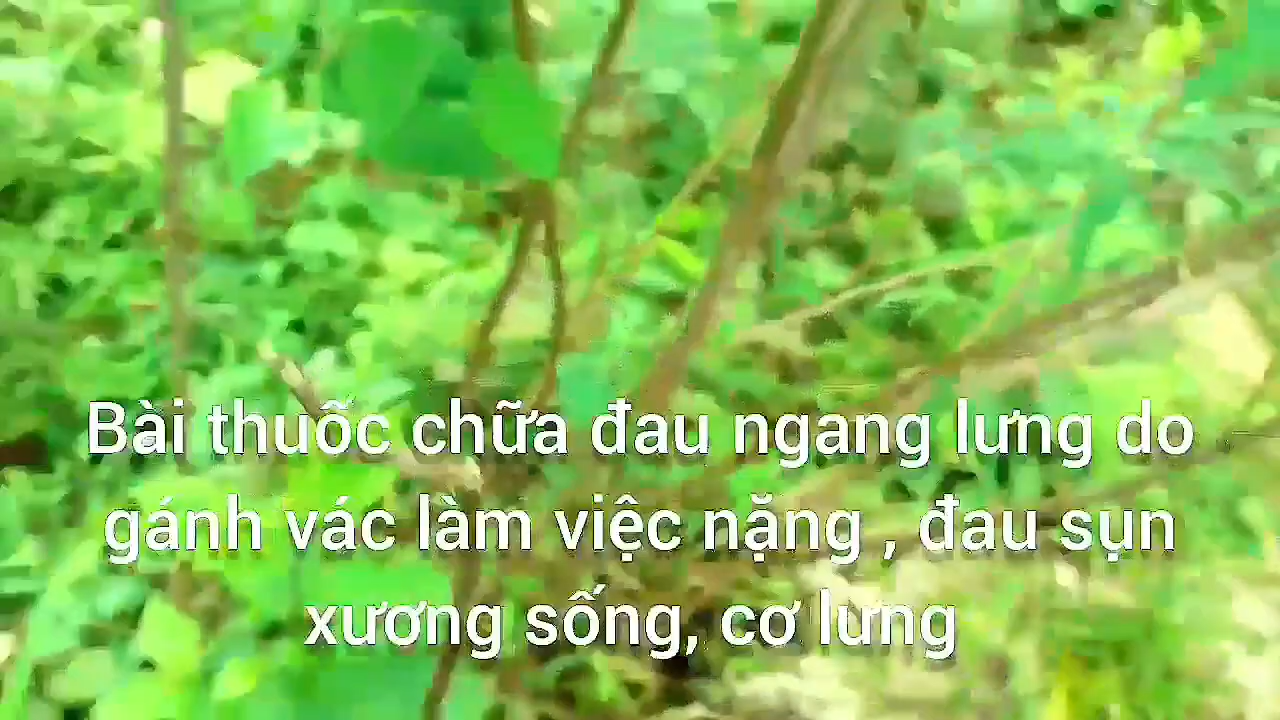 Bài thuốc chữa đau ngang lưng do
gánh vác làm việc nặng , đau sụn
xương sống, cơ lưng